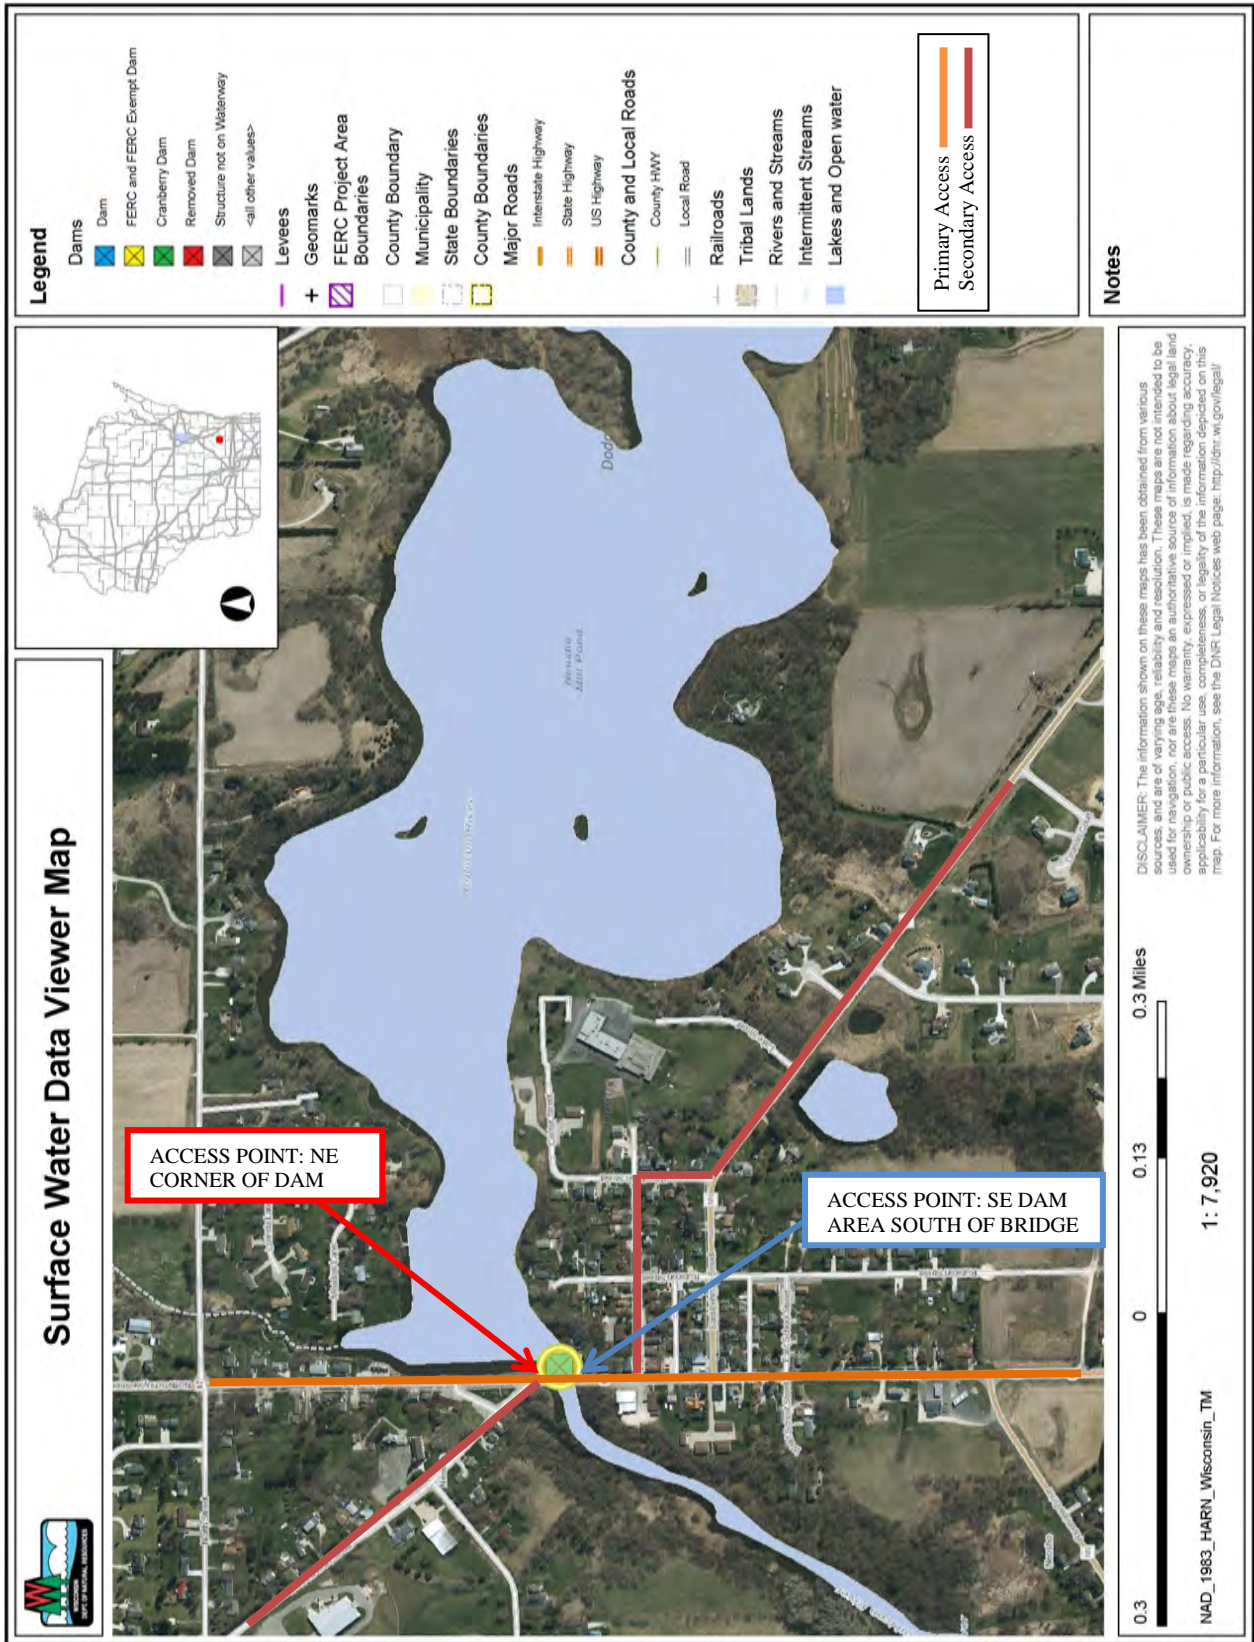 Surface Water Data Viewer Map
WISCONSIN
DEPT. OF NATURAL RESOURCES
Legend
Dams
Dam
FERC and FERC Exempt Dam
Cranberry Dam
Removed Dam
Structure not on Waterway
<all other values>
Levees
Geomarks
FERC Project Area
Boundaries
County Boundary
Municipality
State Boundaries
County Boundaries
Major Roads
Interstate Highway
State Highway
US Highway
County and Local Roads
County HWY
Local Road
Railroads
Tribal Lands
Rivers and Streams
Intermittent Streams
Lakes and Open water
Primary Access
Secondary Access
Notes
ACCESS POINT: NE
CORNER OF DAM
ACCESS POINT: SE DAM
AREA SOUTH OF BRIDGE
Neosho
Mill Pond
0.3
0
0.13
0.3 Miles
NAD_1983_HARN_Wisconsin_TM
1: 7,920
DISCLAIMER: The information shown on these maps has been obtained from various
sources, and are of varying age, reliability and resolution. These maps are not intended to be
used for navigation, nor are these maps an authoritative source of information about legal land
ownership or public access. No warranty, expressed or implied, is made regarding accuracy,
applicability for a particular use, completeness, or legality of the information depicted on this
map. For more information, see the DNR Legal Notices web page: http://dnr.wi.gov/legal/